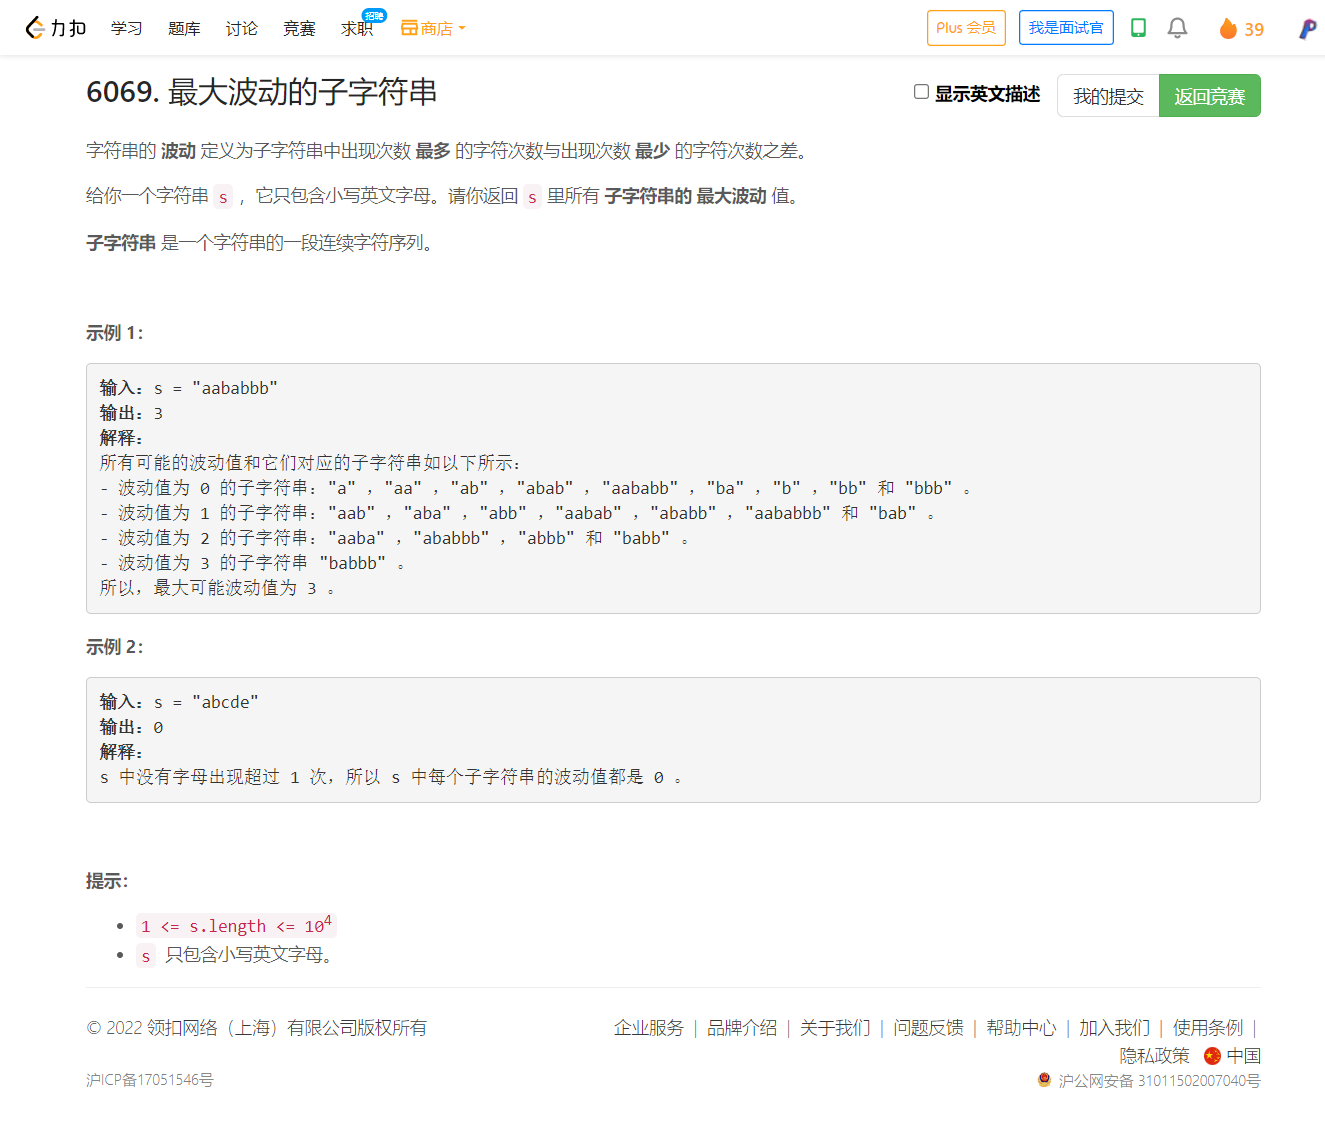 力扣 学习 题库 讨论 竞赛 求职 招聘 商店 Plus 会员 我是面试官 39
6069. 最大波动的子字符串 显示英文描述 我的提交 返回竞赛
字符串的 波动 定义为子字符串中出现次数 最多 的字符次数与出现次数 最少 的字符次数之差。
给你一个字符串 s ，它只包含小写英文字母。请你返回 s 里所有 子字符串的 最大波动 值。
子字符串 是一个字符串的一段连续字符序列。
示例 1：
输入：s = "aababbb"
输出：3
解释：
所有可能的波动值和它们对应的子字符串如以下所示：
- 波动值为 0 的子字符串："a" ，"aa" ，"ab" ，"abab" ，"aababb" ，"ba" ，"b" ，"bb" 和 "bbb" 。
- 波动值为 1 的子字符串："aab" ，"aba" ，"abb" ，"aabab" ，"ababb" ，"aababbb" 和 "bab" 。
- 波动值为 2 的子字符串："aaba" ，"ababbb" ，"abbb" 和 "babb" 。
- 波动值为 3 的子字符串 "babbb" 。
所以，最大可能波动值为 3 。
示例 2：
输入：s = "abcde"
输出：0
解释：
s 中没有字母出现超过 1 次，所以 s 中每个子字符串的波动值都是 0 。
提示：
1 <= s.length <= 10⁴
s 只包含小写英文字母。
© 2022 领扣网络（上海）有限公司版权所有 企业服务 | 品牌介绍 | 关于我们 | 问题反馈 | 帮助中心 | 加入我们 | 使用条例 |
隐私政策 中国
沪ICP备17051546号 沪公网安备 31011502007040号